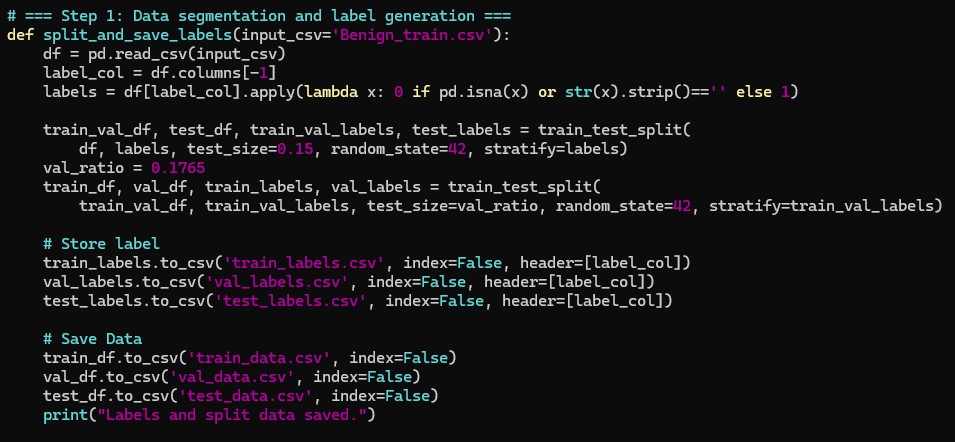 # === Step 1: Data segmentation and label generation ===
def split_and_save_labels(input_csv='Benign_train.csv'):
    df = pd.read_csv(input_csv)
    label_col = df.columns[-1]
    labels = df[label_col].apply(lambda x: 0 if pd.isna(x) or str(x).strip()=='' else 1)

    train_val_df, test_df, train_val_labels, test_labels = train_test_split(
        df, labels, test_size=0.15, random_state=42, stratify=labels)
    val_ratio = 0.1765
    train_df, val_df, train_labels, val_labels = train_test_split(
        train_val_df, train_val_labels, test_size=val_ratio, random_state=42, stratify=train_val_labels)

    # Store label
    train_labels.to_csv('train_labels.csv', index=False, header=[label_col])
    val_labels.to_csv('val_labels.csv', index=False, header=[label_col])
    test_labels.to_csv('test_labels.csv', index=False, header=[label_col])

    # Save Data
    train_df.to_csv('train_data.csv', index=False)
    val_df.to_csv('val_data.csv', index=False)
    test_df.to_csv('test_data.csv', index=False)
    print("Labels and split data saved.")